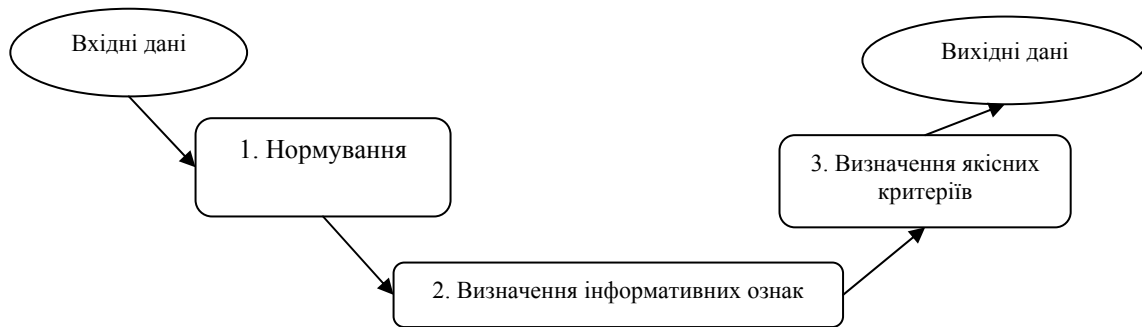 Вхідні дані
Вихідні дані
1. Нормування
3. Визначення якісних
критеріїв
2. Визначення інформативних ознак